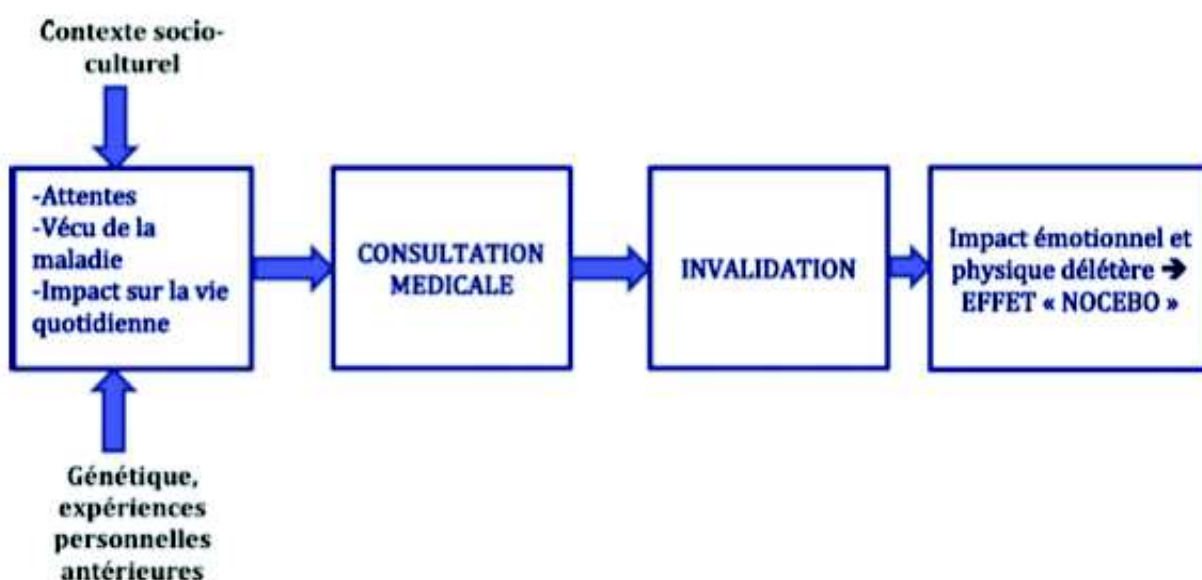 Contexte socio-
culturel
-Attentes
-Vécu de la
maladie
-Impact sur la vie
quotidienne
CONSULTATION
MEDICALE
INVALIDATION
Impact émotionnel et
physique délétère ➔
EFFET « NOCEBO »
Génétique,
expériences
personnelles
antérieures